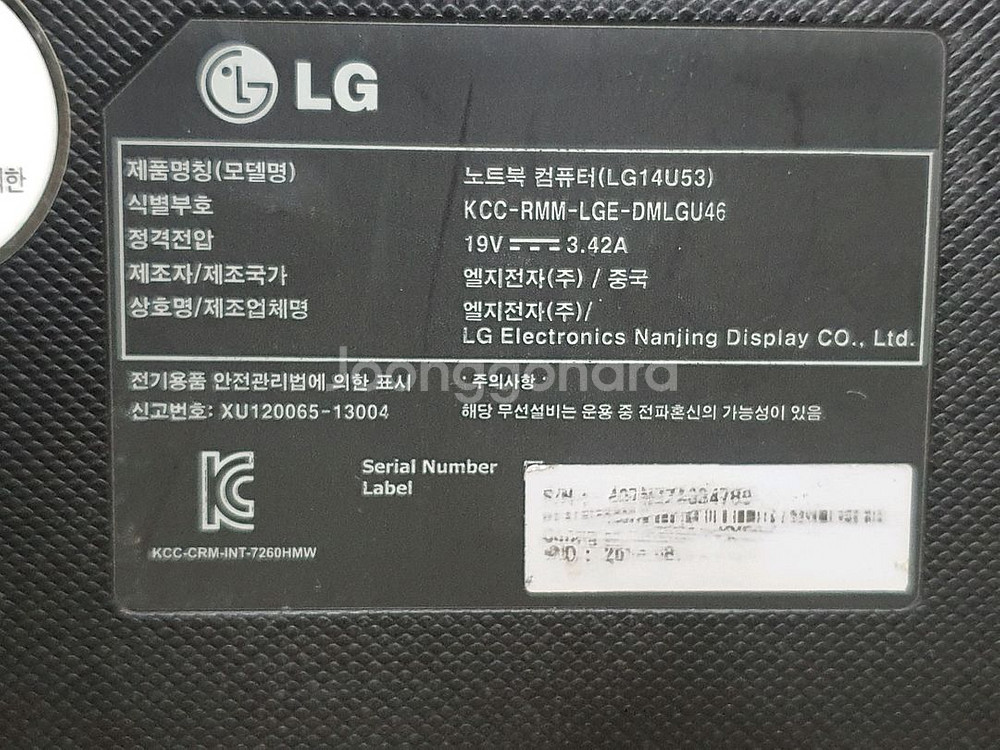 LG
제품명칭(모델명) 노트북 컴퓨터(LG14U53)
식별부호 KCC-RMM-LGE-DMLGU46
정격전압 19V 3.42A
제조자/제조국가 엘지전자(주) / 중국
상호명/제조업체명 엘지전자(주)/
LG Electronics Nanjing Display CO., Ltd.
전기용품 안전관리법에 의한 표시 · 주의사항 ·
신고번호: XU120065-13004 해당 무선설비는 운용 중 전파혼신의 가능성이 있음
Joonggonara
Serial Number
Label
S/N :
KCC-CRM-INT-7260HMW
한